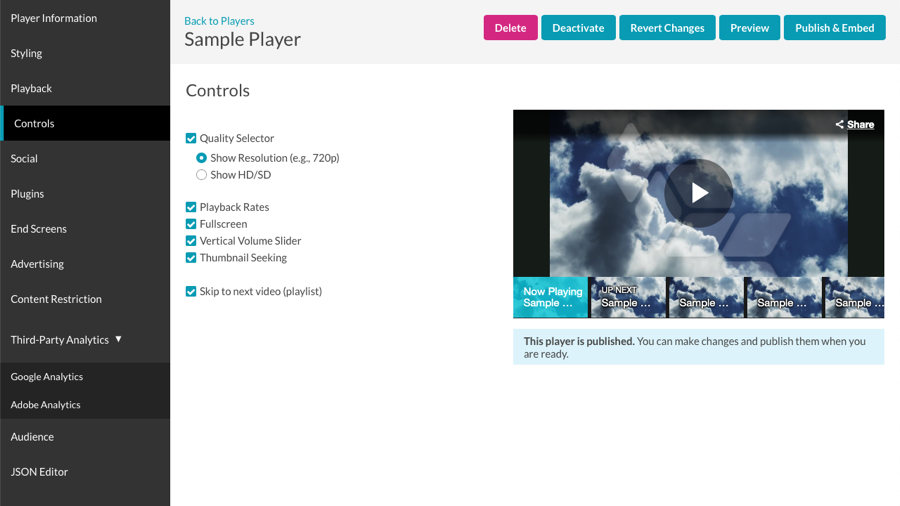 Player Information
Styling
Playback
Controls
Social
Plugins
End Screens
Advertising
Content Restriction
Third-Party Analytics ▼
Google Analytics
Adobe Analytics
Audience
JSON Editor
Back to Players
Sample Player
Delete
Deactivate
Revert Changes
Preview
Publish & Embed
Controls
Quality Selector
Show Resolution (e.g., 720p)
Show HD/SD
Playback Rates
Fullscreen
Vertical Volume Slider
Thumbnail Seeking
Skip to next video (playlist)
Share
Now Playing
Sample ...
UP NEXT
Sample ...
Sample ...
Sample ...
Sample ...
This player is published. You can make changes and publish them when you
are ready.